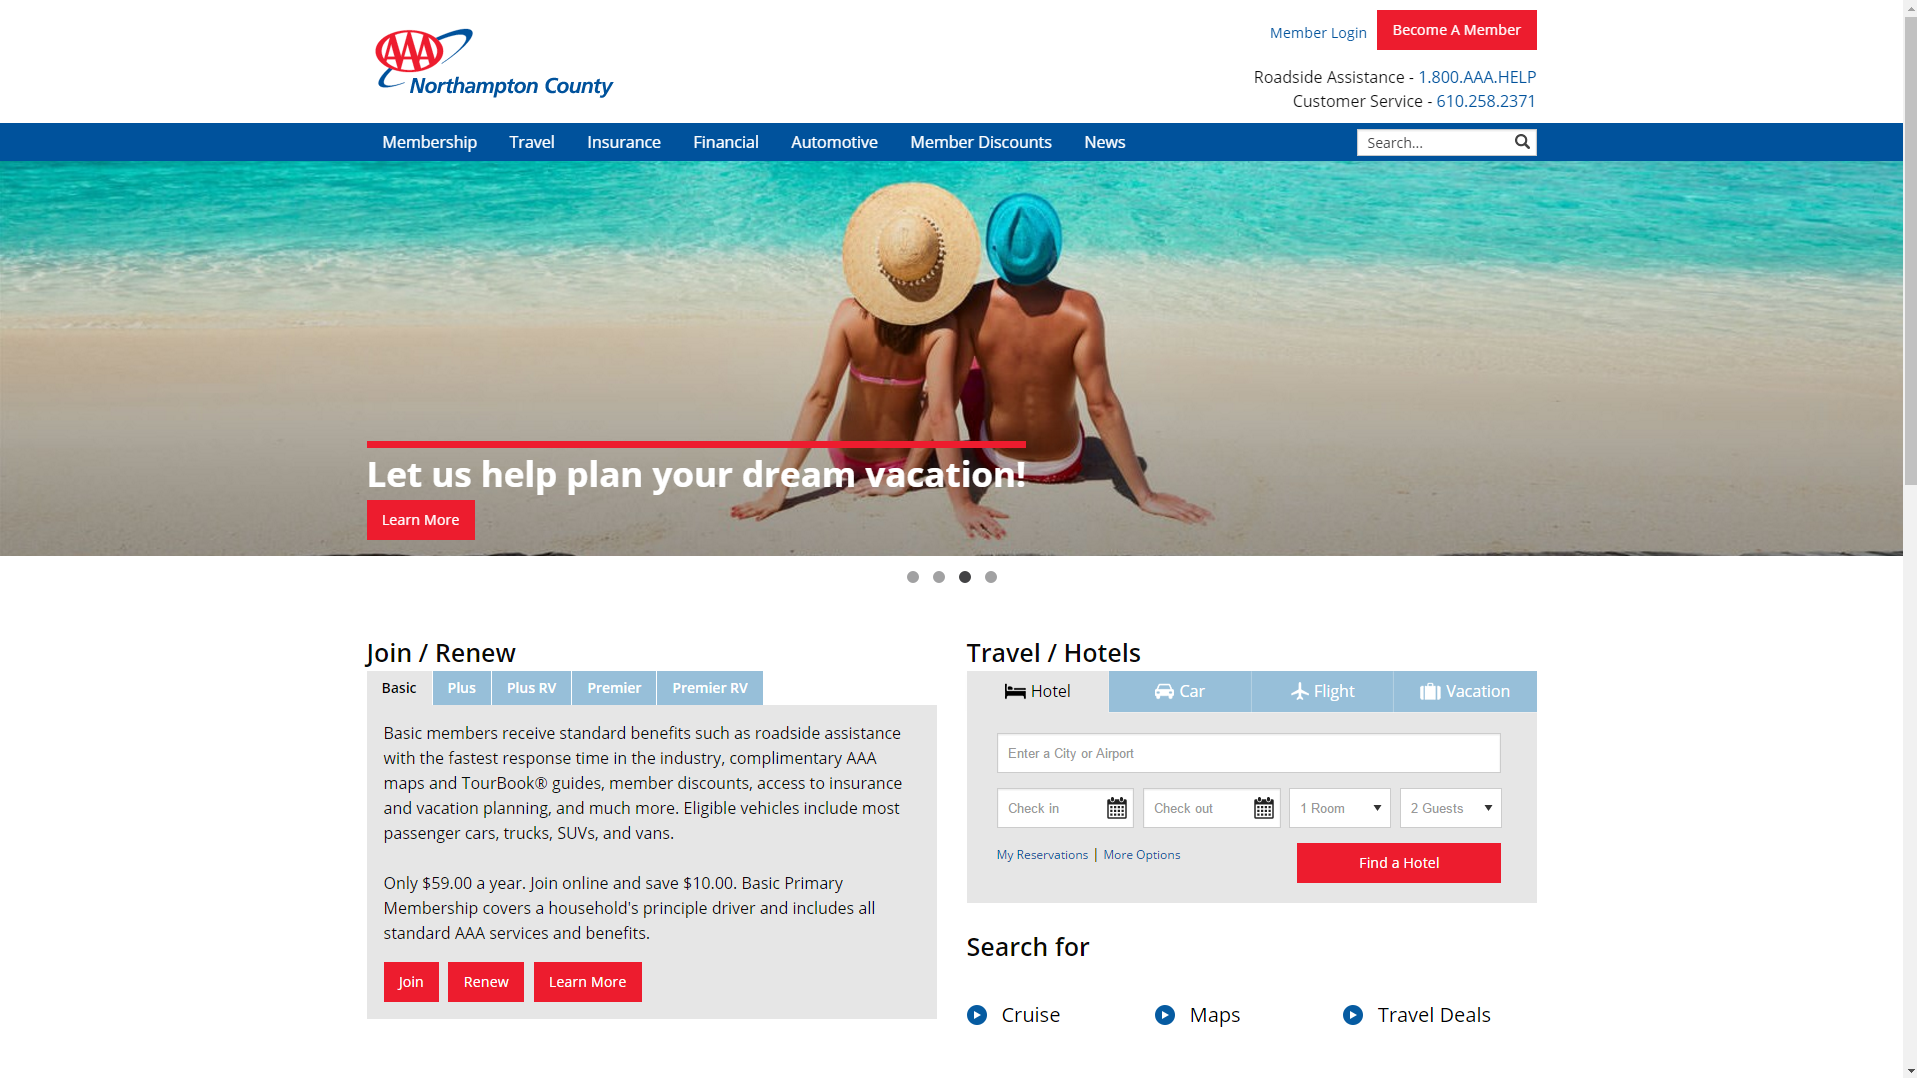 AAA
Northampton County
Member Login
Become A Member
Roadside Assistance - 1.800.AAA.HELP
Customer Service - 610.258.2371
Membership
Travel
Insurance
Financial
Automotive
Member Discounts
News
Search...
Let us help plan your dream vacation!
Learn More
Join / Renew
Basic
Plus
Plus RV
Premier
Premier RV
Basic members receive standard benefits such as roadside assistance
with the fastest response time in the industry, complimentary AAA
maps and TourBook® guides, member discounts, access to insurance
and vacation planning, and much more. Eligible vehicles include most
passenger cars, trucks, SUVs, and vans.
Only $59.00 a year. Join online and save $10.00. Basic Primary
Membership covers a household's principle driver and includes all
standard AAA services and benefits.
Join
Renew
Learn More
Travel / Hotels
Hotel
Car
Flight
Vacation
Enter a City or Airport
Check in
Check out
1 Room
2 Guests
My Reservations | More Options
Find a Hotel
Search for
Cruise
Maps
Travel Deals